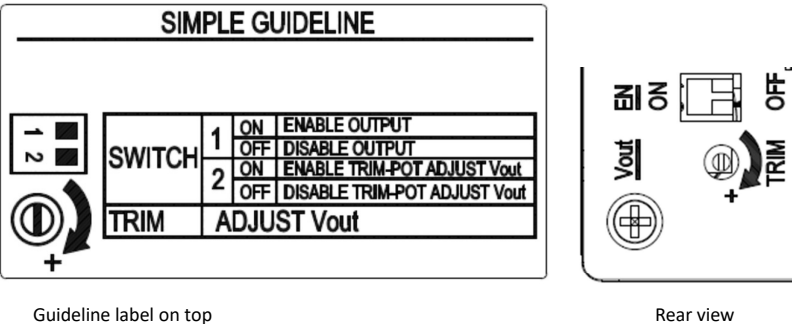 SIMPLE GUIDELINE
1
2
SWITCH
1
ON ENABLE OUTPUT
OFF DISABLE OUTPUT
2
ON ENABLE TRIM-POT ADJUST Vout
OFF DISABLE TRIM-POT ADJUST Vout
TRIM ADJUST Vout
+
EN
ON
OFF
Vout
TRIM
+
Guideline label on top
Rear view